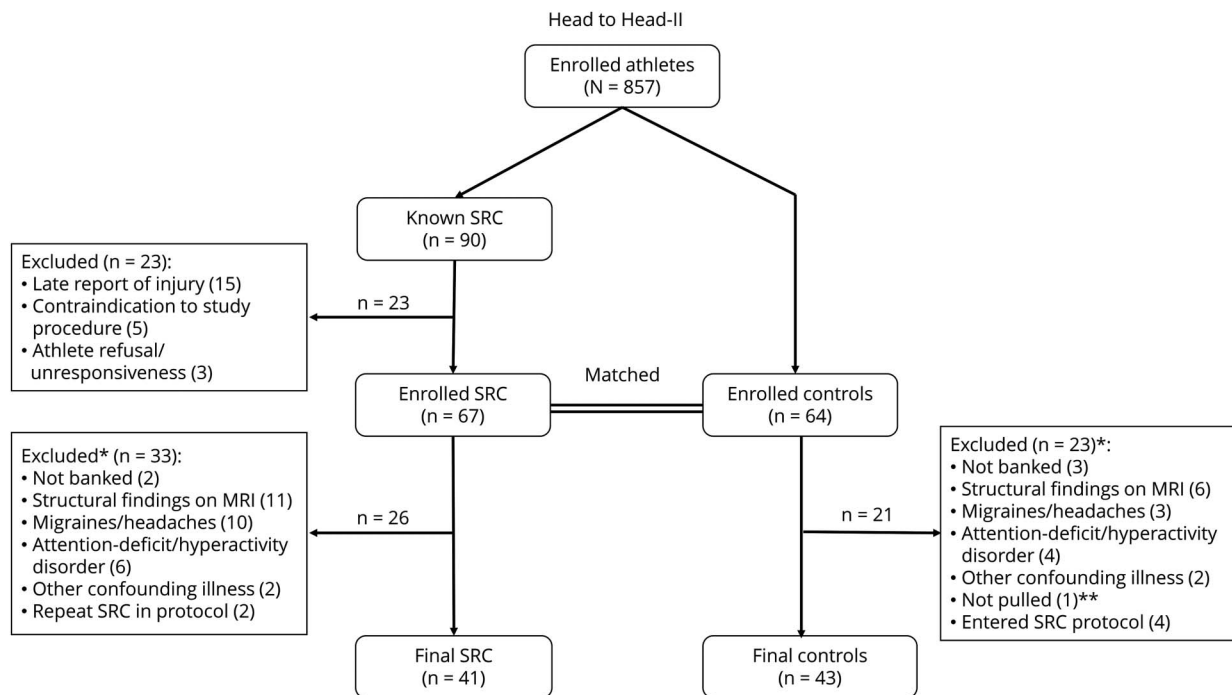 Head to Head-II
Enrolled athletes
(N = 857)
Known SRC
(n = 90)
Excluded (n = 23):
• Late report of injury (15)
• Contraindication to study
procedure (5)
• Athlete refusal/
unresponsiveness (3)
n = 23
Enrolled SRC
(n = 67)
Matched
Enrolled controls
(n = 64)
Excluded* (n = 33):
• Not banked (2)
• Structural findings on MRI (11)
• Migraines/headaches (10)
• Attention-deficit/hyperactivity
disorder (6)
• Other confounding illness (2)
• Repeat SRC in protocol (2)
n = 26
n = 21
Excluded (n = 23)*:
• Not banked (3)
• Structural findings on MRI (6)
• Migraines/headaches (3)
• Attention-deficit/hyperactivity
disorder (4)
• Other confounding illness (2)
• Not pulled (1)**
• Entered SRC protocol (4)
Final SRC
(n = 41)
Final controls
(n = 43)